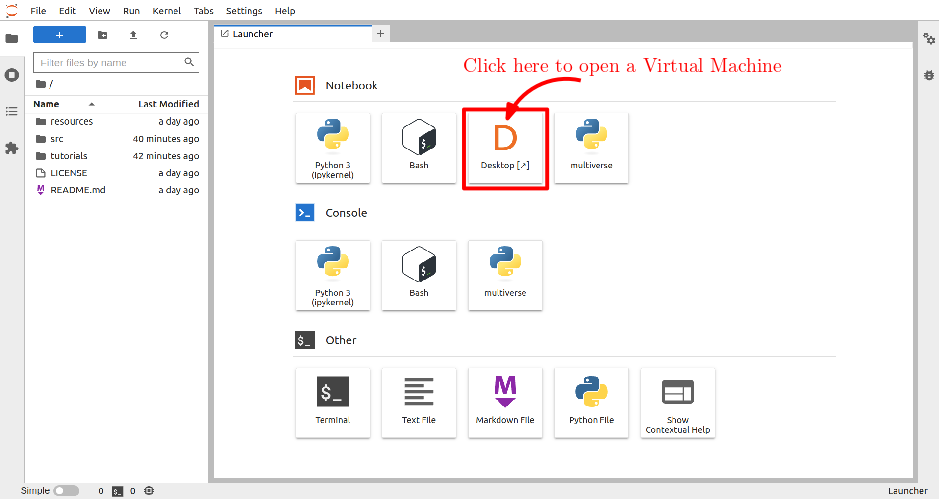 File Edit View Run Kernel Tabs Settings Help
+
Filter files by name
/
Name Last Modified
resources a day ago
src 40 minutes ago
tutorials 42 minutes ago
LICENSE a day ago
README.md a day ago
Launcher
+
Click here to open a Virtual Machine
Notebook
Python 3
(ipykernel)
$
Bash
D
Desktop [↗]
multiverse
>_
Console
Python 3
(ipykernel)
$
Bash
multiverse
$_
Other
$_
Terminal
Text File
M
Markdown File
Python File
Show
Contextual Help
Simple 0 $_ 0
Launcher